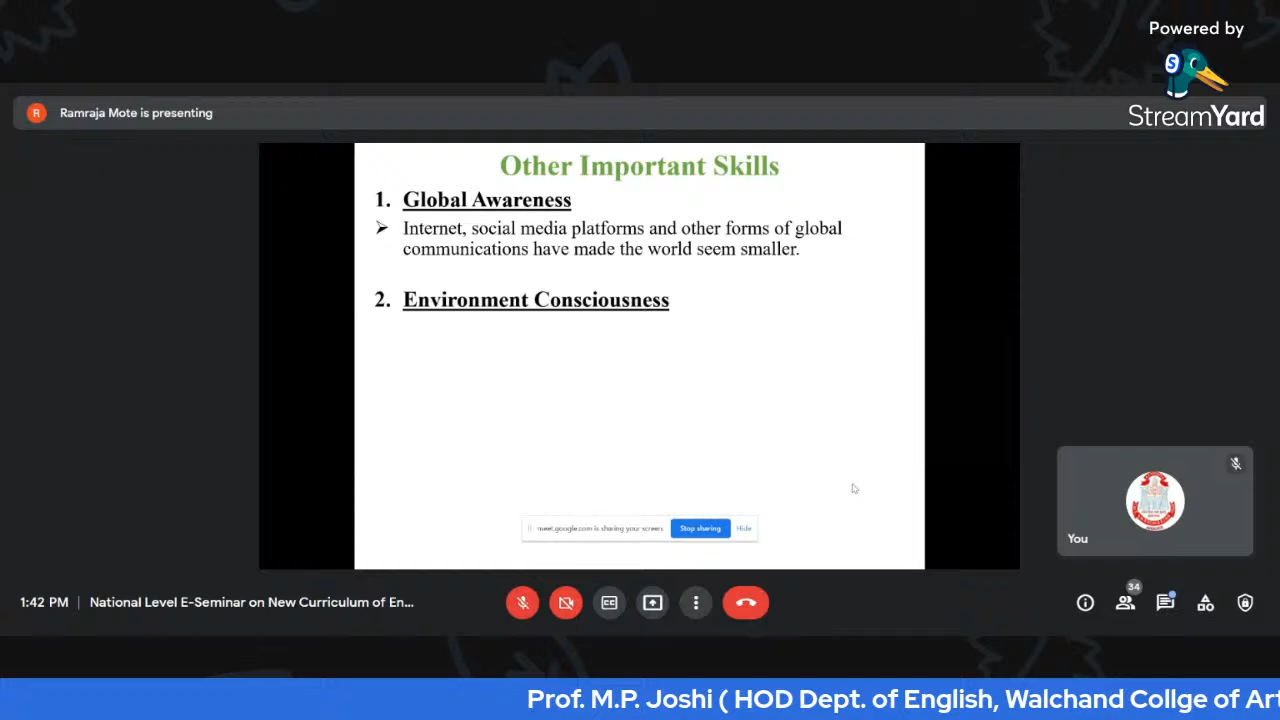 Powered by
StreamYard
R
Ramraja Mote is presenting
Other Important Skills
1. Global Awareness
➢ Internet, social media platforms and other forms of global
communications have made the world seem smaller.
2. Environment Consciousness
meet.google.com is sharing your screen.
Stop sharing
Hide
You
1:42 PM | National Level E-Seminar on New Curriculum of En...
34
Prof. M.P. Joshi ( HOD Dept. of English, Walchand Collge of Art